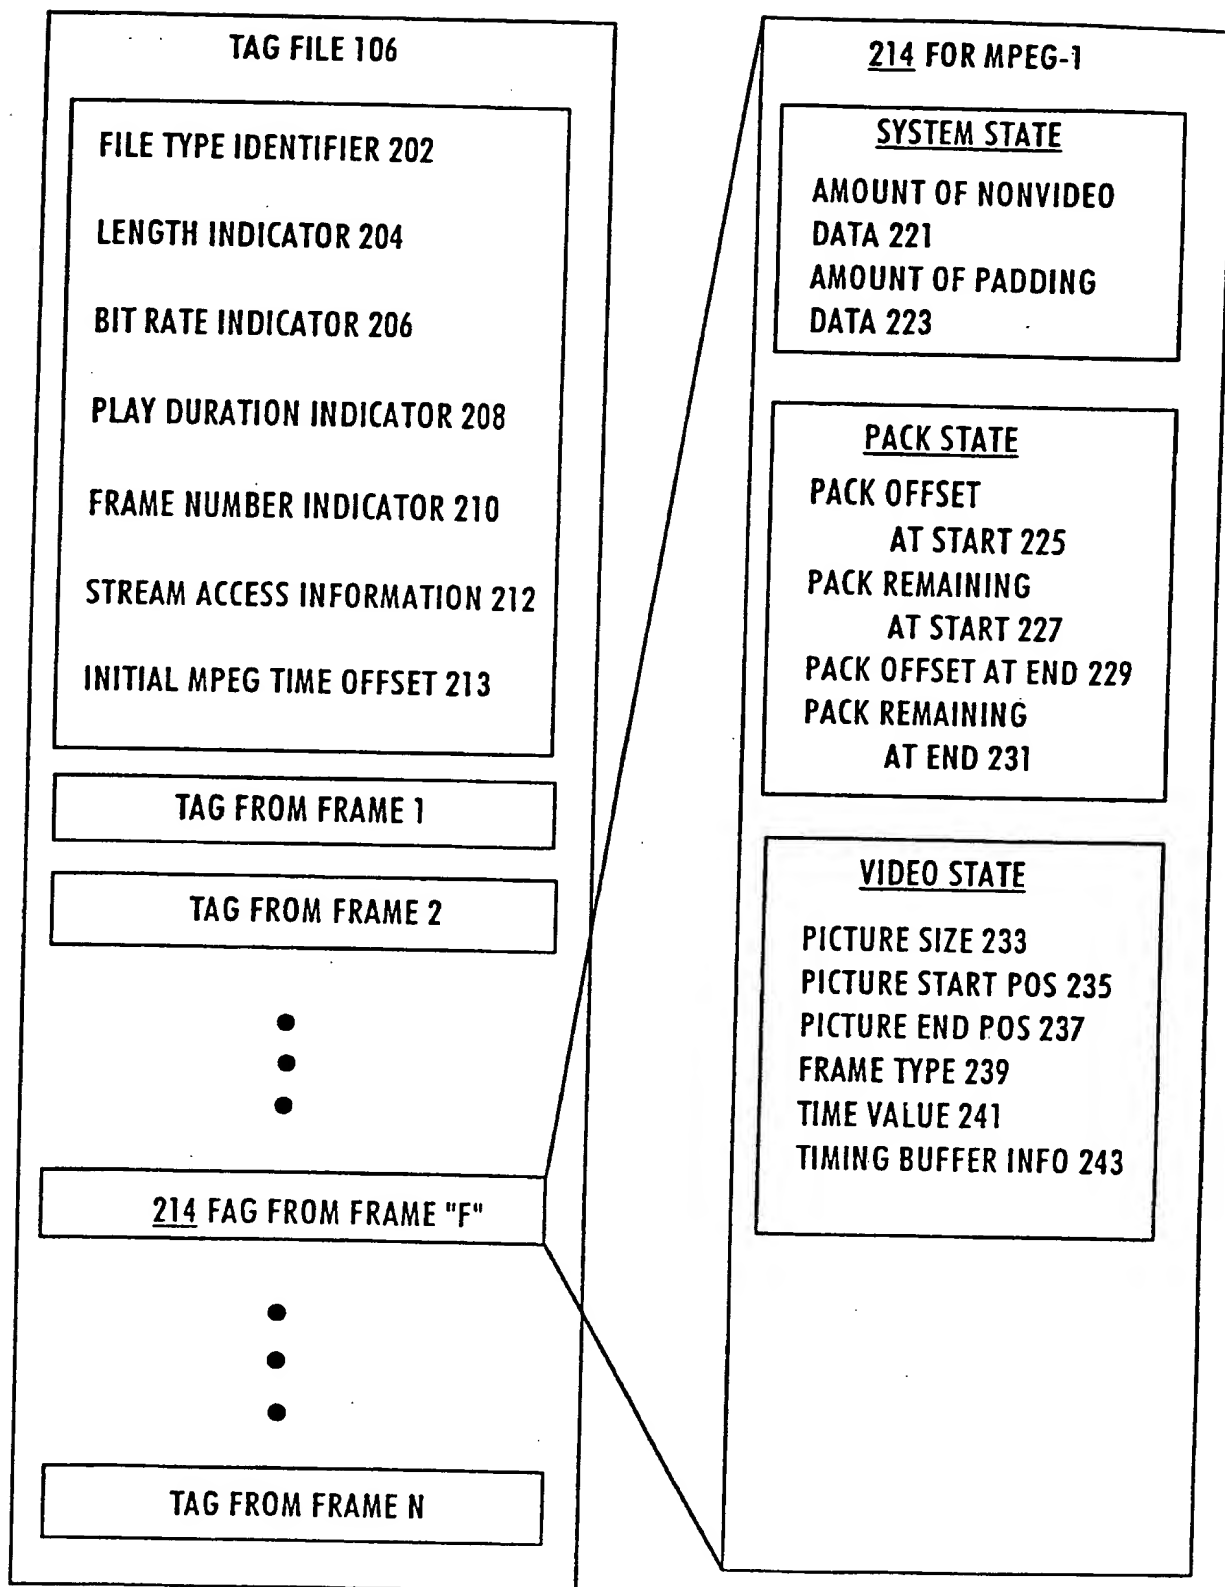 TAG FILE 106
FILE TYPE IDENTIFIER 202
LENGTH INDICATOR 204
BIT RATE INDICATOR 206
PLAY DURATION INDICATOR 208
FRAME NUMBER INDICATOR 210
STREAM ACCESS INFORMATION 212
INITIAL MPEG TIME OFFSET 213
TAG FROM FRAME 1
TAG FROM FRAME 2
214 FAG FROM FRAME "F"
TAG FROM FRAME N
214 FOR MPEG-1
SYSTEM STATE
AMOUNT OF NONVIDEO
DATA 221
AMOUNT OF PADDING
DATA 223
PACK STATE
PACK OFFSET
AT START 225
PACK REMAINING
AT START 227
PACK OFFSET AT END 229
PACK REMAINING
AT END 231
VIDEO STATE
PICTURE SIZE 233
PICTURE START POS 235
PICTURE END POS 237
FRAME TYPE 239
TIME VALUE 241
TIMING BUFFER INFO 243